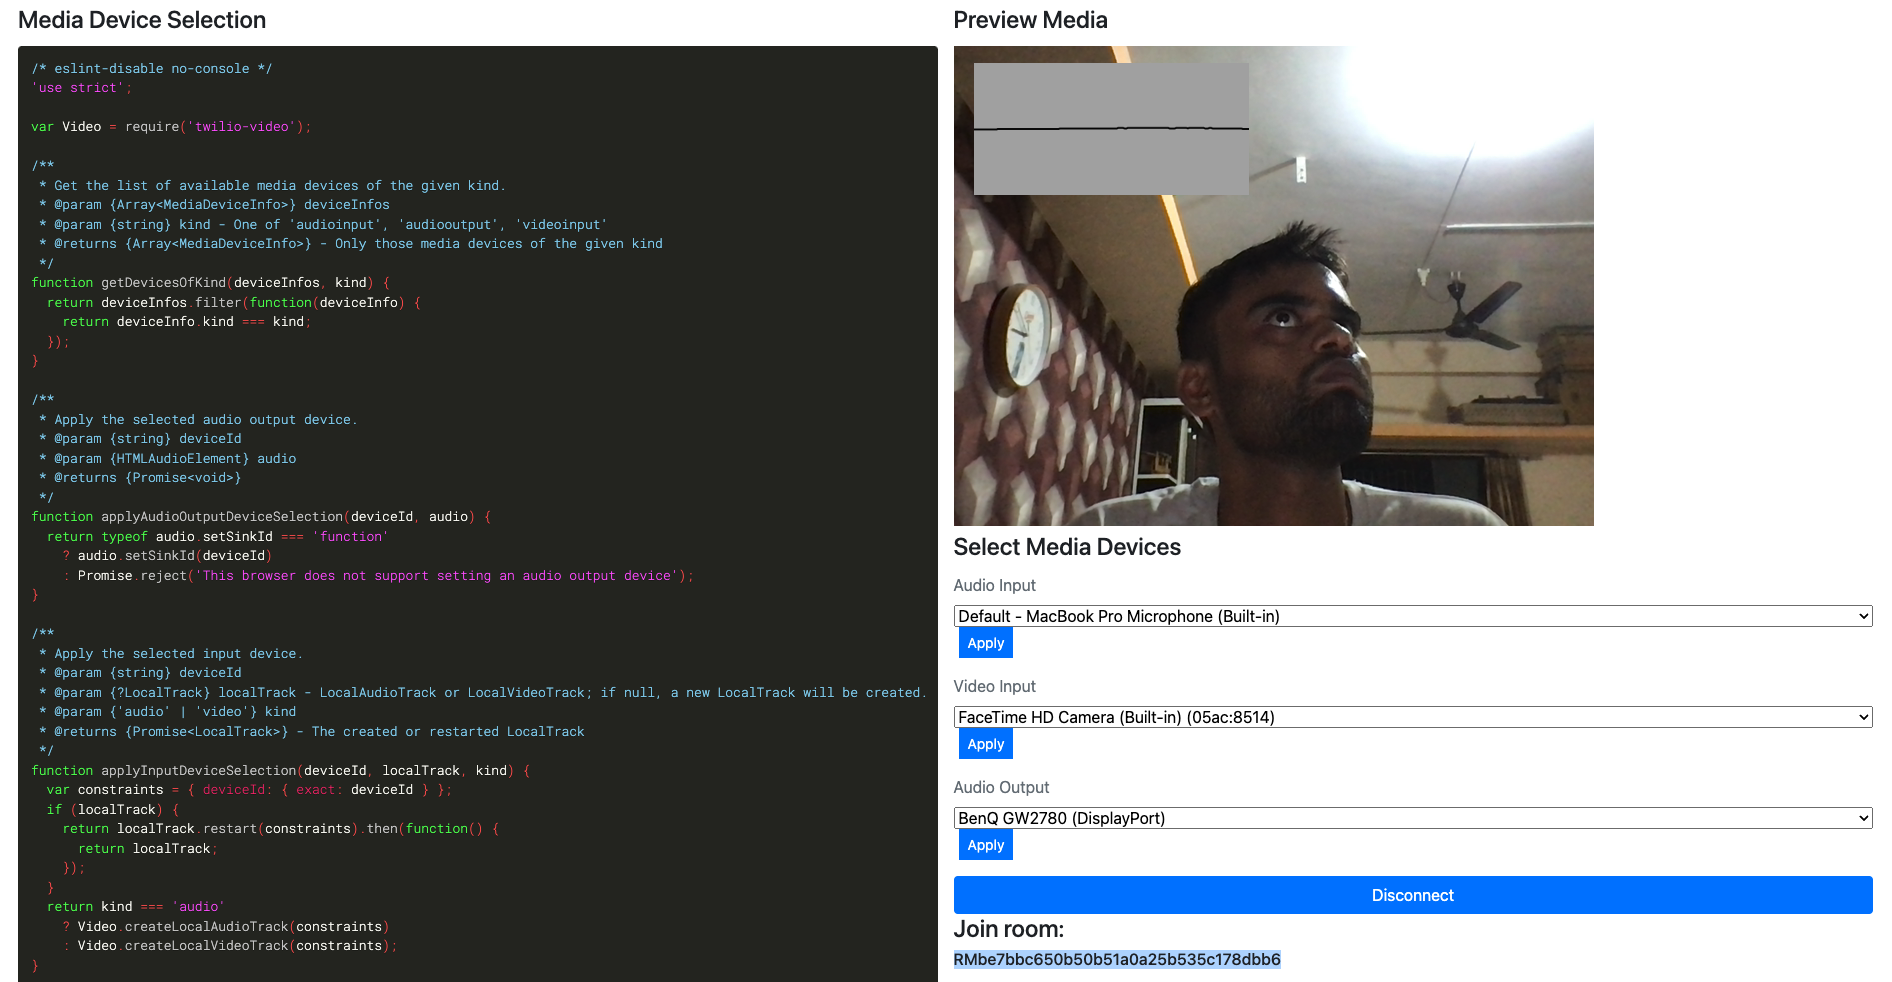 Media Device Selection
/* eslint-disable no-console */
'use strict';
var Video = require('twilio-video');
/**
 * Get the list of available media devices of the given kind.
 * @param {Array<MediaDeviceInfo>} deviceInfos
 * @param {string} kind - One of 'audioinput', 'audiooutput', 'videoinput'
 * @returns {Array<MediaDeviceInfo>} - Only those media devices of the given kind
 */
function getDevicesOfKind(deviceInfos, kind) {
  return deviceInfos.filter(function(deviceInfo) {
    return deviceInfo.kind === kind;
  });
}
/**
 * Apply the selected audio output device.
 * @param {string} deviceId
 * @param {HTMLAudioElement} audio
 * @returns {Promise<void>}
 */
function applyAudioOutputDeviceSelection(deviceId, audio) {
  return typeof audio.setSinkId === 'function'
    ? audio.setSinkId(deviceId)
    : Promise.reject('This browser does not support setting an audio output device');
}
/**
 * Apply the selected input device.
 * @param {string} deviceId
 * @param {?LocalTrack} localTrack - LocalAudioTrack or LocalVideoTrack; if null, a new LocalTrack will be created.
 * @param {'audio' | 'video'} kind
 * @returns {Promise<LocalTrack>} - The created or restarted LocalTrack
 */
function applyInputDeviceSelection(deviceId, localTrack, kind) {
  var constraints = { deviceId: { exact: deviceId } };
  if (localTrack) {
    return localTrack.restart(constraints).then(function() {
      return localTrack;
    });
  }
  return kind === 'audio'
    ? Video.createLocalAudioTrack(constraints)
    : Video.createLocalVideoTrack(constraints);
}
Preview Media
Select Media Devices
Audio Input
Default - MacBook Pro Microphone (Built-in)
Apply
Video Input
FaceTime HD Camera (Built-in) (05ac:8514)
Apply
Audio Output
BenQ GW2780 (DisplayPort)
Apply
Disconnect
Join room:
RMbe7bbc650b50b51a0a25b535c178dbb6